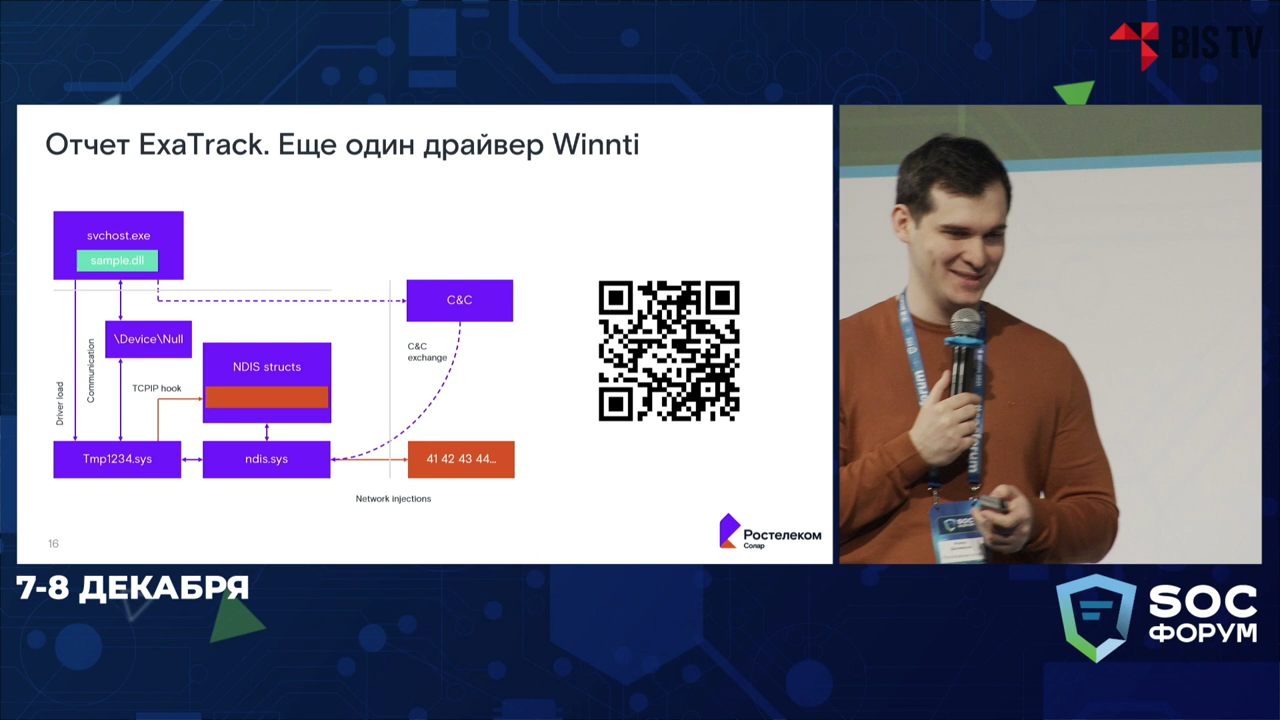 BIS TV
Отчет ExaTrack. Еще один драйвер Winnti
svchost.exe
sample.dll
C&C
\Device\Null
C&C
exchange
NDIS structs
TCPIP hook
Communication
Driver load
Tmp1234.sys
ndis.sys
41 42 43 44...
Network injections
16
Ростелеком
Солар
SOC
7-8 ДЕКАБРЯ
SOC
ФОРУМ